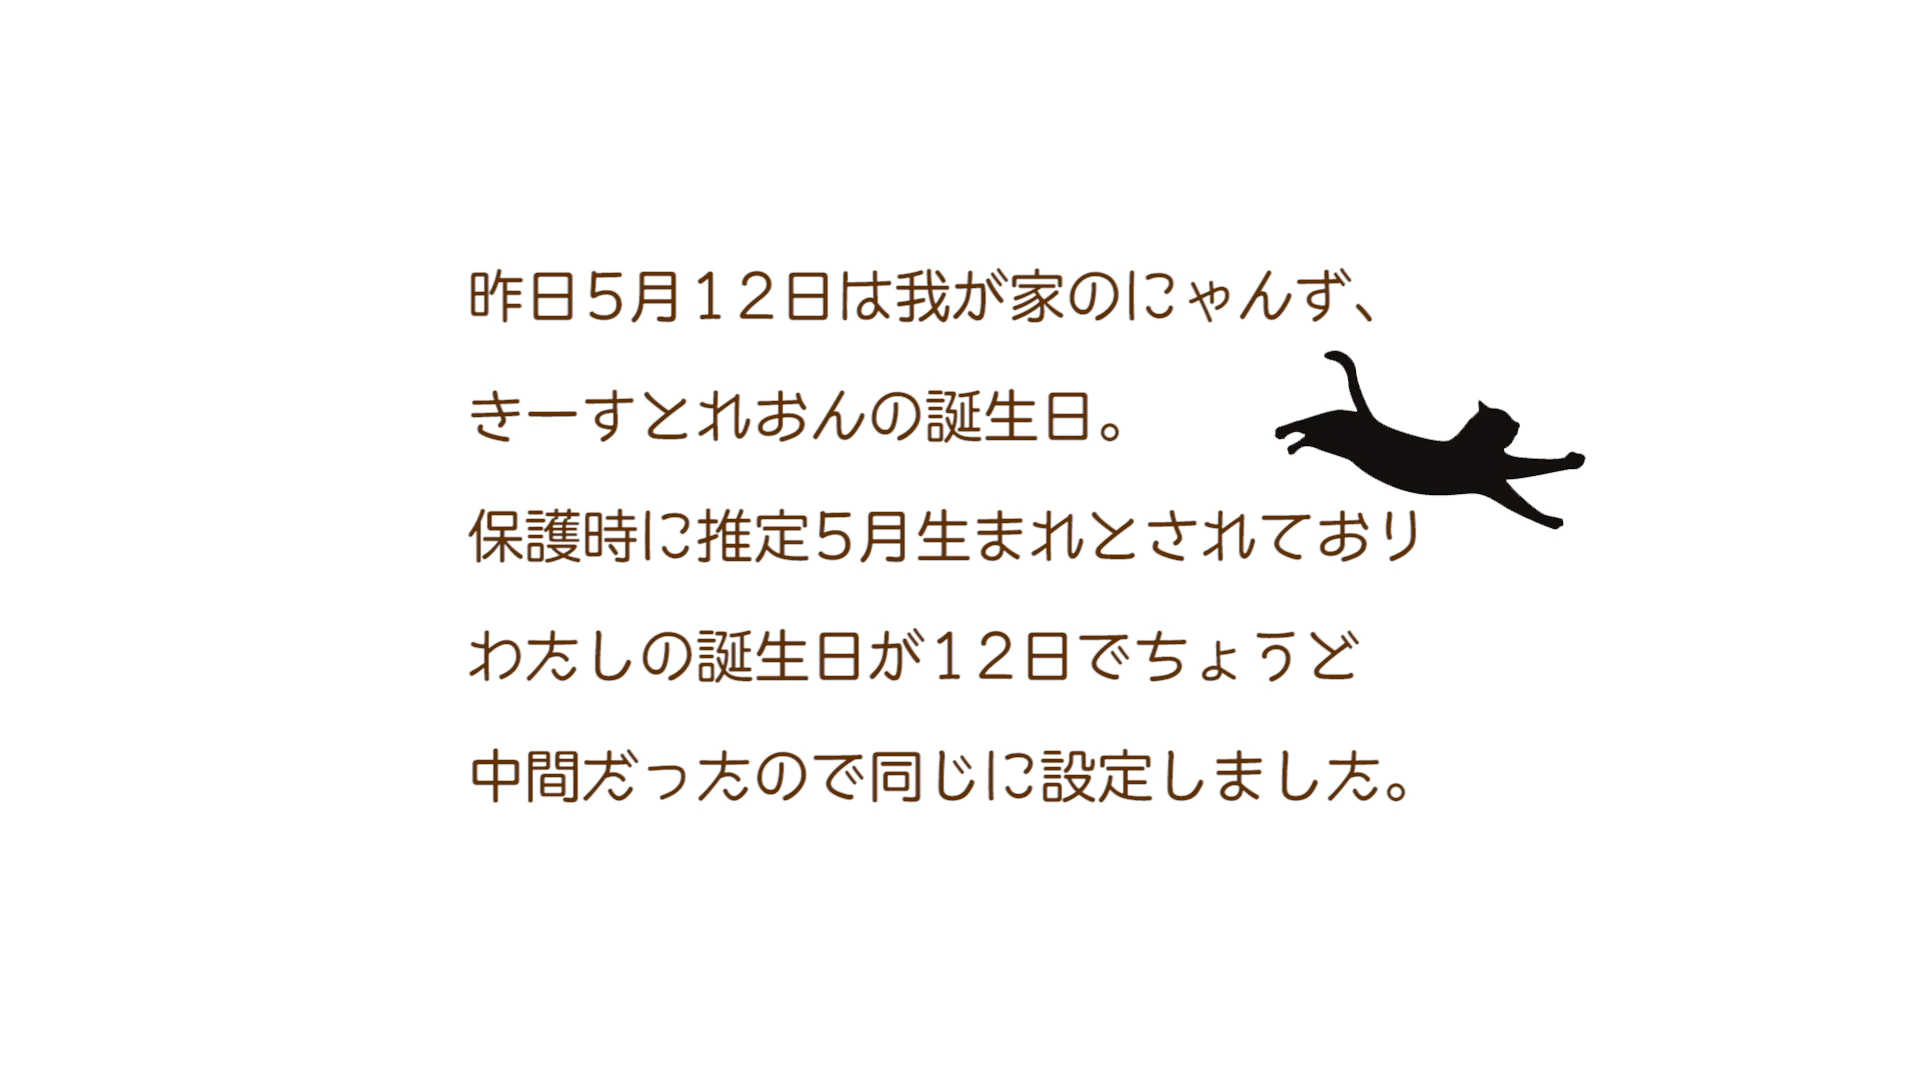 昨日５月１２日は我が家のにゃんず、
きーすとれおんの誕生日。
保護時に推定５月生まれとされており
わたしの誕生日が１２日でちょうど
中間だったので同じに設定しました。